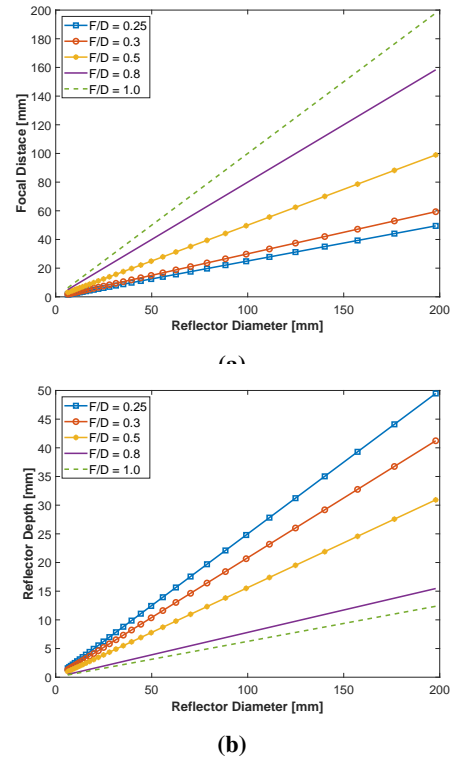 200
180
160
140
120
100
80
60
40
20
0
Focal Distace [mm]
F/D = 0.25
F/D = 0.3
F/D = 0.5
F/D = 0.8
F/D = 1.0
0 50 100 150 200
Reflector Diameter [mm]
(a)
50
45
40
35
30
25
20
15
10
5
0
Reflector Depth [mm]
F/D = 0.25
F/D = 0.3
F/D = 0.5
F/D = 0.8
F/D = 1.0
0 50 100 150 200
Reflector Diameter [mm]
(b)